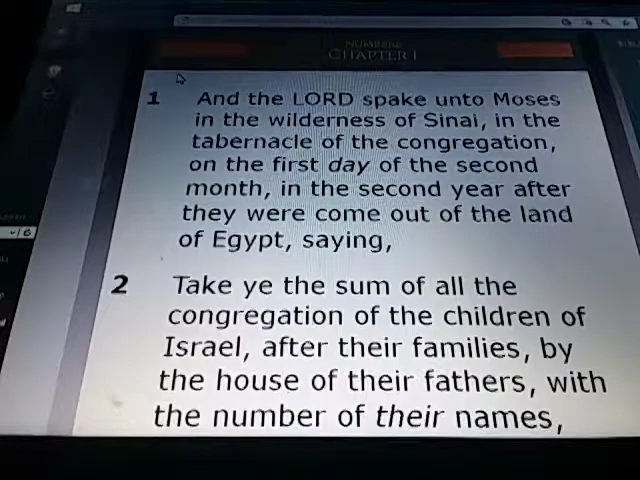 NUMBERS
CHAPTER 1
1 And the LORD spake unto Moses
in the wilderness of Sinai, in the
tabernacle of the congregation,
on the first day of the second
month, in the second year after
they were come out of the land
of Egypt, saying,
2 Take ye the sum of all the
congregation of the children of
Israel, after their families, by
the house of their fathers, with
the number of their names,